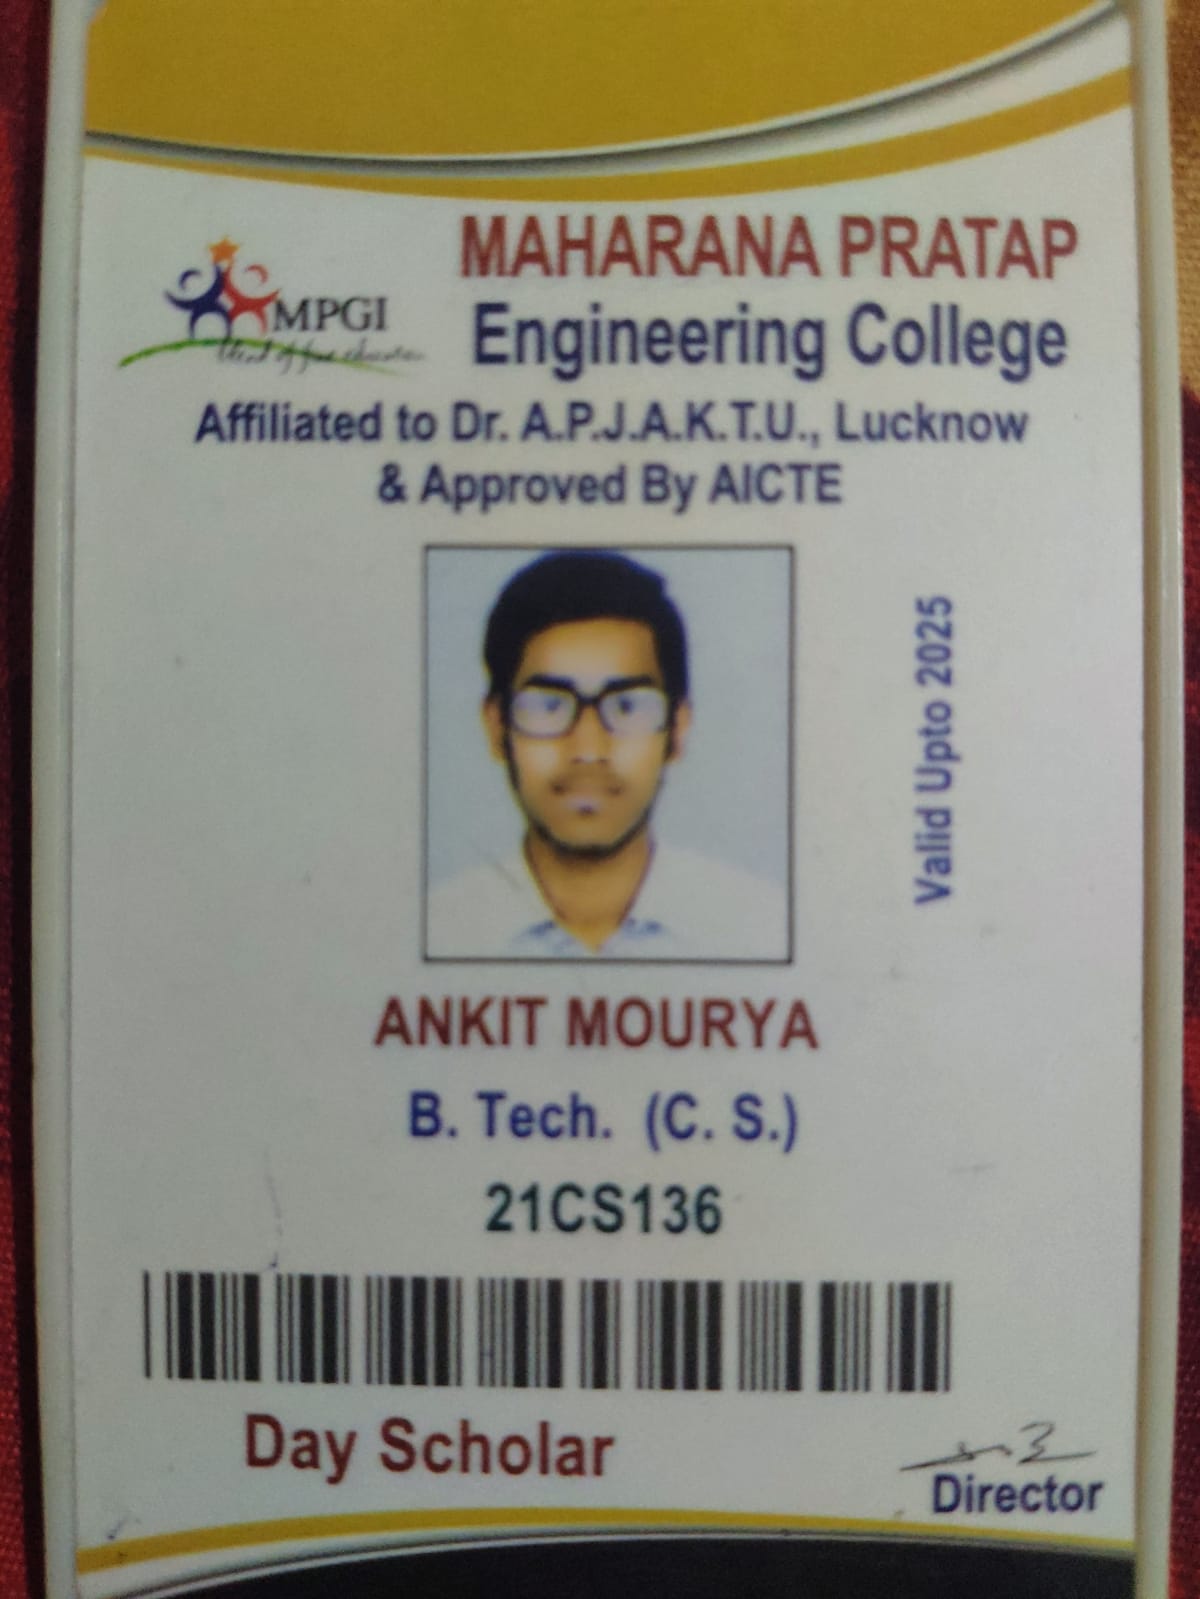 MAHARANA PRATAP
MPGI
Engineering College
Affiliated to Dr. A.P.J.A.K.T.U., Lucknow
& Approved By AICTE
Valid Upto 2025
ANKIT MOURYA
B. Tech. (C. S.)
21CS136
Day Scholar
Director